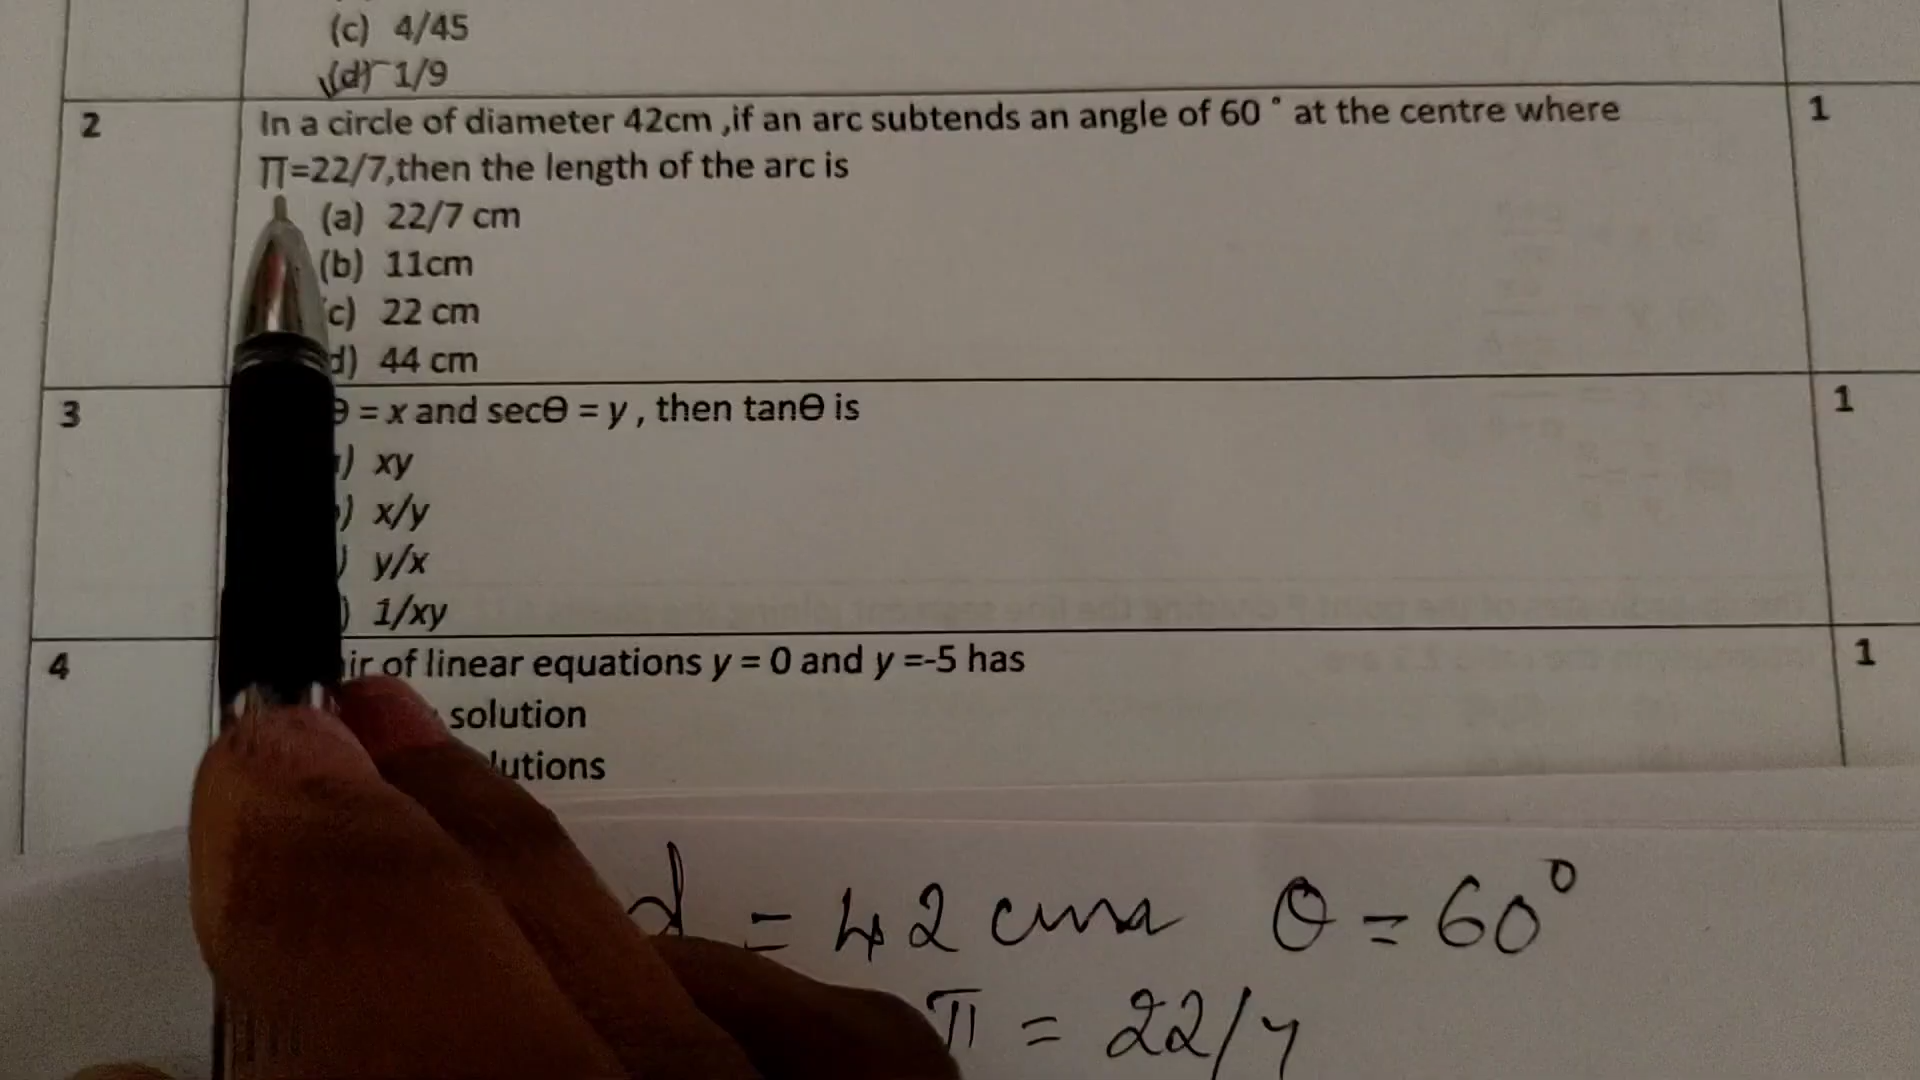 (c) 4/45
(d) 1/9
2 In a circle of diameter 42cm ,if an arc subtends an angle of 60 ° at the centre where 1
∏=22/7,then the length of the arc is
(a) 22/7 cm
(b) 11cm
c) 22 cm
d) 44 cm
3 θ = x and secθ = y , then tanθ is 1
) xy
) x/y
) y/x
) 1/xy
4 of linear equations y = 0 and y =-5 has 1
solution
d = 42 cm θ = 60°
π = 22/7